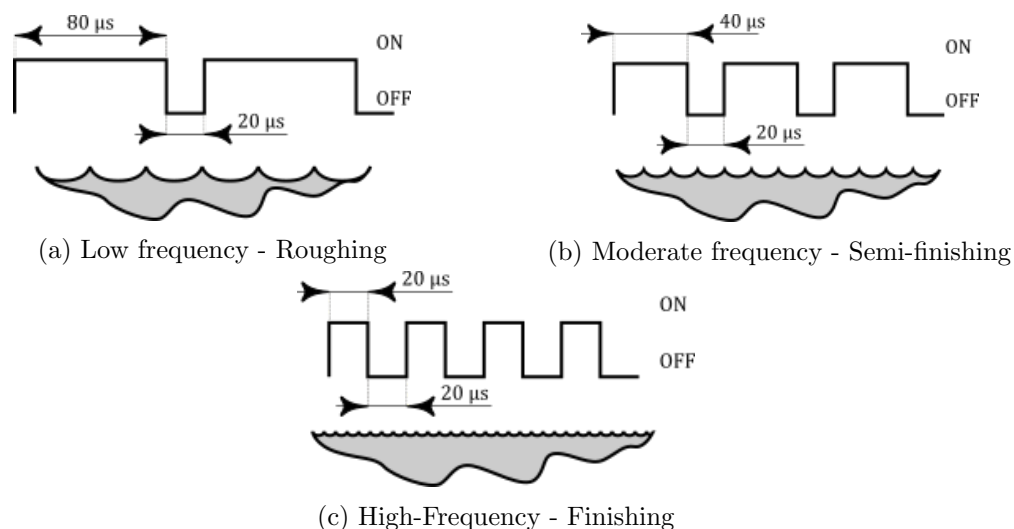 80 µs
ON
OFF
20 µs
(a) Low frequency - Roughing
40 µs
ON
OFF
20 µs
(b) Moderate frequency - Semi-finishing
20 µs
ON
OFF
20 µs
(c) High-Frequency - Finishing